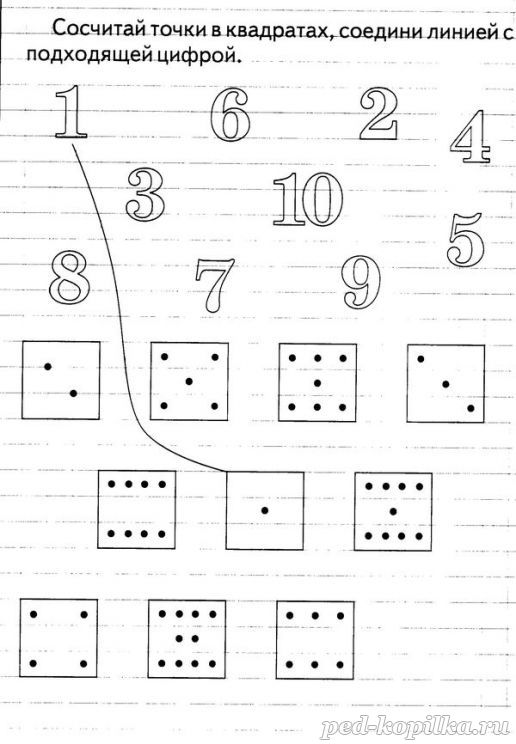 Сосчитай точки в квадратах, соедини линией с
подходящей цифрой.
1 6 2 4
3 10 5
8 7 9
ped-kopilka.ru